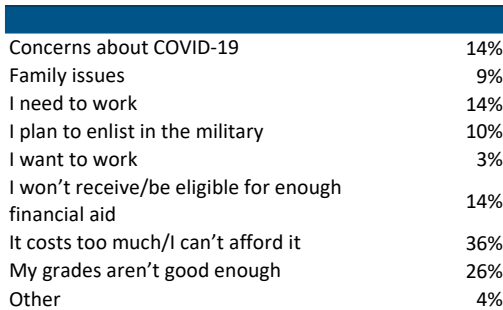 Concerns about COVID-19 14%
Family issues 9%
I need to work 14%
I plan to enlist in the military 10%
I want to work 3%
I won’t receive/be eligible for enough
financial aid 14%
It costs too much/I can’t afford it 36%
My grades aren’t good enough 26%
Other 4%